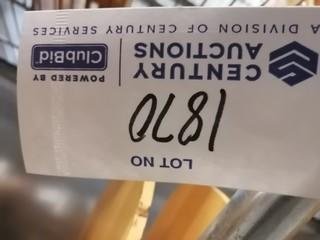 LOT NO
1870
CENTURY
AUCTIONS
POWERED BY
ClubBid
A DIVISION OF CENTURY SERVICES